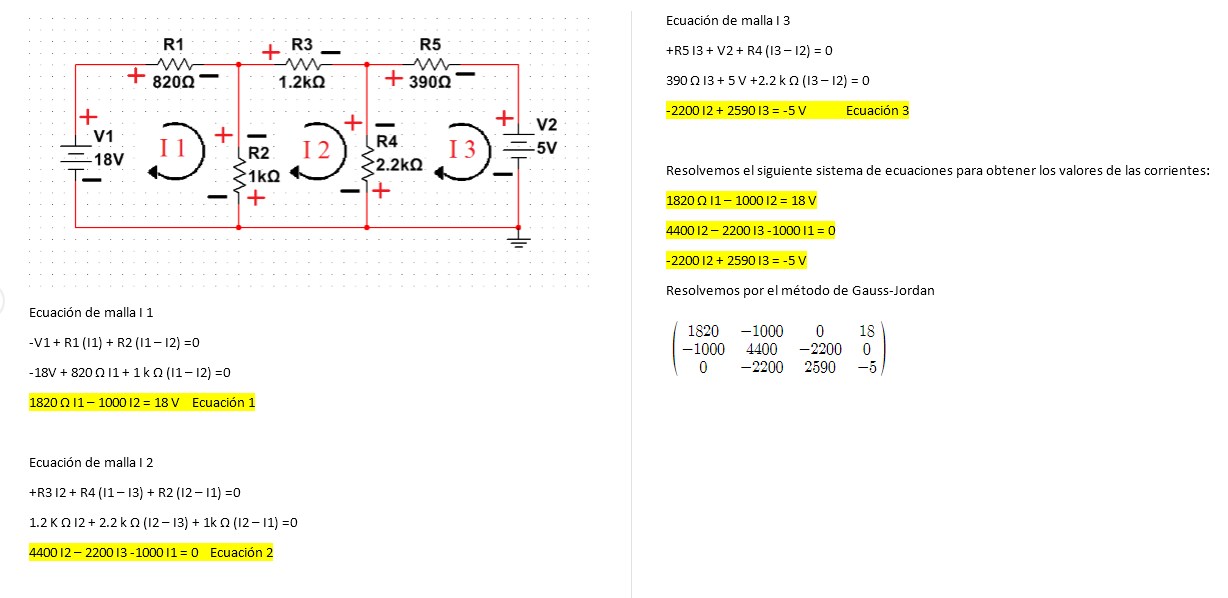 R1
820Ω
R3
1.2kΩ
R5
390Ω
V1
18V
I 1
R2
1kΩ
I 2
R4
2.2kΩ
I 3
V2
5V
Ecuación de malla I 1
-V1 + R1 (I1) + R2 (I1 – I2) =0
-18V + 820 Ω I1 + 1 k Ω (I1 – I2) =0
1820 Ω I1 – 1000 I2 = 18 V Ecuación 1
Ecuación de malla I 2
+R3 I2 + R4 (I1 – I3) + R2 (I2 – I1) =0
1.2 K Ω I2 + 2.2 k Ω (I2 – I3) + 1k Ω (I2 – I1) =0
4400 I2 – 2200 I3 -1000 I1 = 0 Ecuación 2
Ecuación de malla I 3
+R5 I3 + V2 + R4 (I3 – I2) = 0
390 Ω I3 + 5 V +2.2 k Ω (I3 – I2) = 0
-2200 I2 + 2590 I3 = -5 V Ecuación 3
Resolvemos el siguiente sistema de ecuaciones para obtener los valores de las corrientes:
1820 Ω I1 – 1000 I2 = 18 V
4400 I2 – 2200 I3 -1000 I1 = 0
-2200 I2 + 2590 I3 = -5 V
Resolvemos por el método de Gauss-Jordan
1820 −1000 0 18
−1000 4400 −2200 0
0 −2200 2590 −5